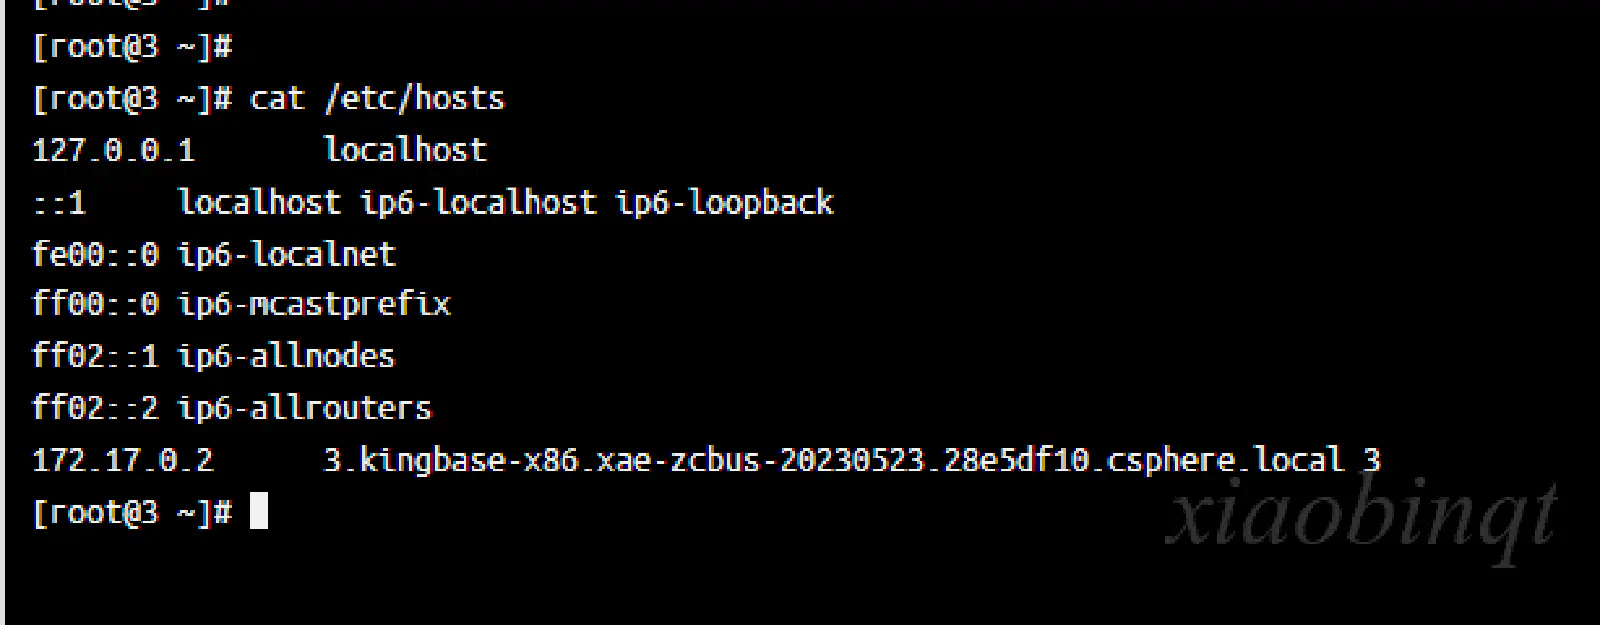 [root@3 ~]#
[root@3 ~]#
[root@3 ~]# cat /etc/hosts
127.0.0.1       localhost
::1     localhost ip6-localhost ip6-loopback
fe00::0 ip6-localnet
ff00::0 ip6-mcastprefix
ff02::1 ip6-allnodes
ff02::2 ip6-allrouters
172.17.0.2      3.kingbase-x86.xae-zcbus-20230523.28e5df10.csphere.local 3
[root@3 ~]#
xiaobinqt